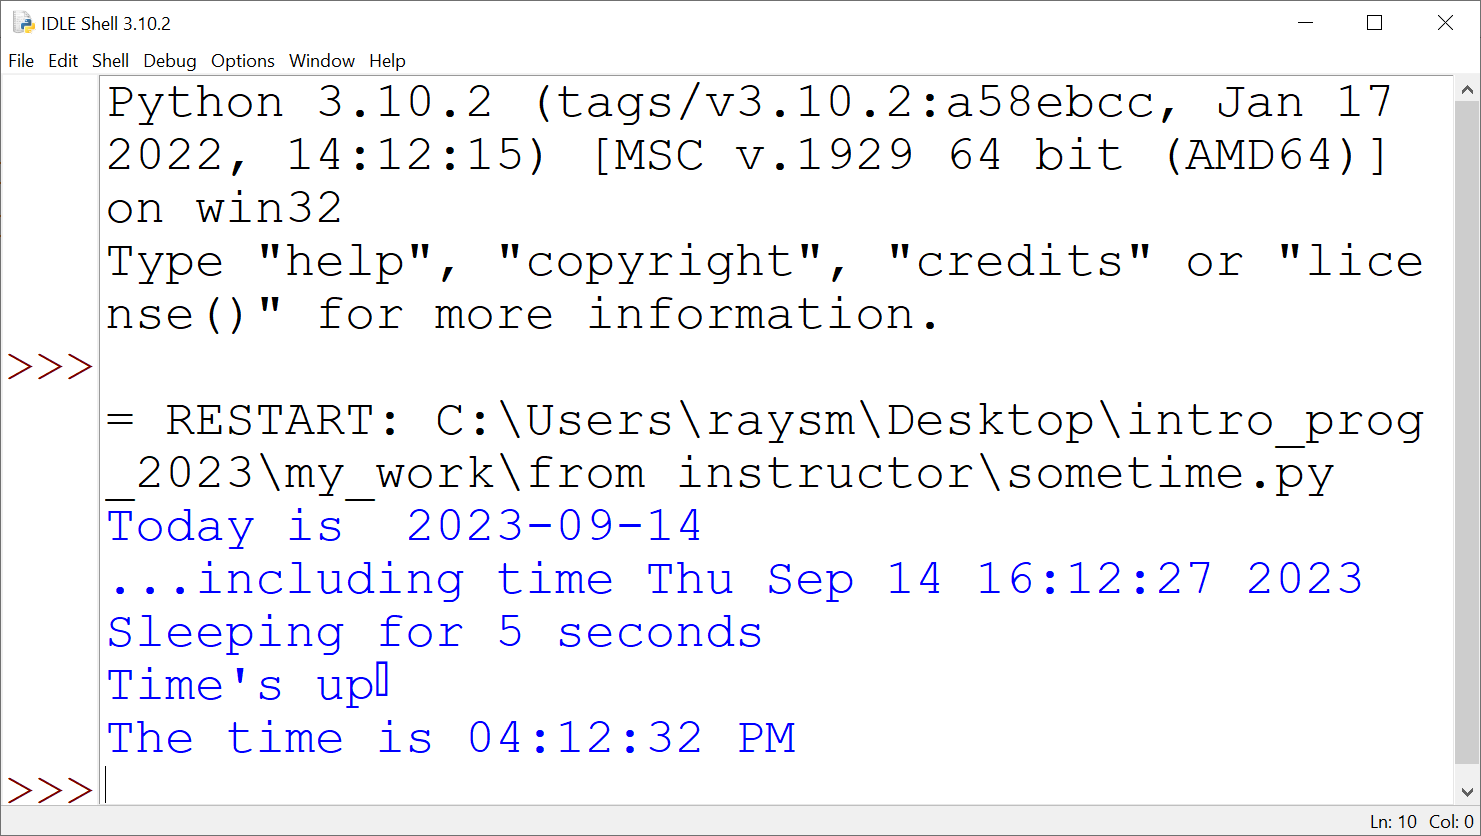 IDLE Shell 3.10.2
File Edit Shell Debug Options Window Help
Python 3.10.2 (tags/v3.10.2:a58ebcc, Jan 17
2022, 14:12:15) [MSC v.1929 64 bit (AMD64)]
on win32
Type "help", "copyright", "credits" or "lice
nse()" for more information.
>>>
= RESTART: C:\Users\raysm\Desktop\intro_prog
_2023\my_work\from instructor\sometime.py
Today is  2023-09-14
...including time Thu Sep 14 16:12:27 2023
Sleeping for 5 seconds
Time's up▯
The time is 04:12:32 PM
>>>
Ln: 10 Col: 0